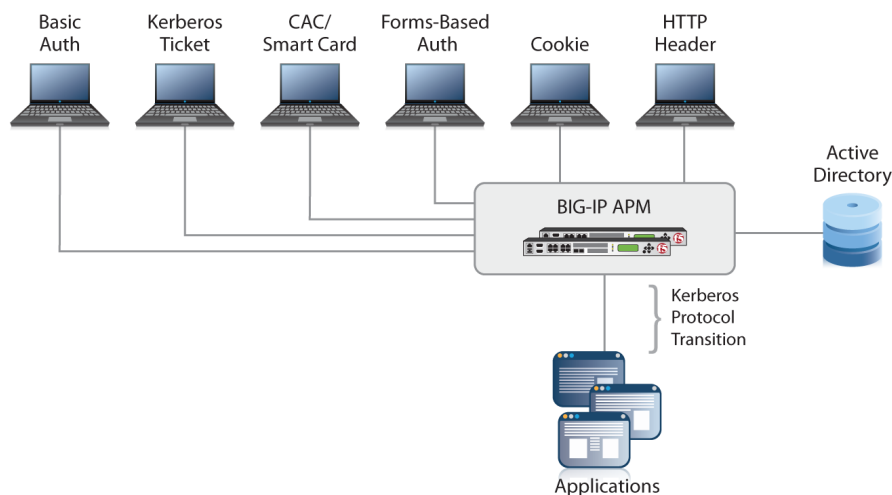 Basic
Auth
Kerberos
Ticket
CAC/
Smart Card
Forms-Based
Auth
Cookie
HTTP
Header
Active
Directory
BIG-IP APM
f5
Kerberos
Protocol
Transition
Applications